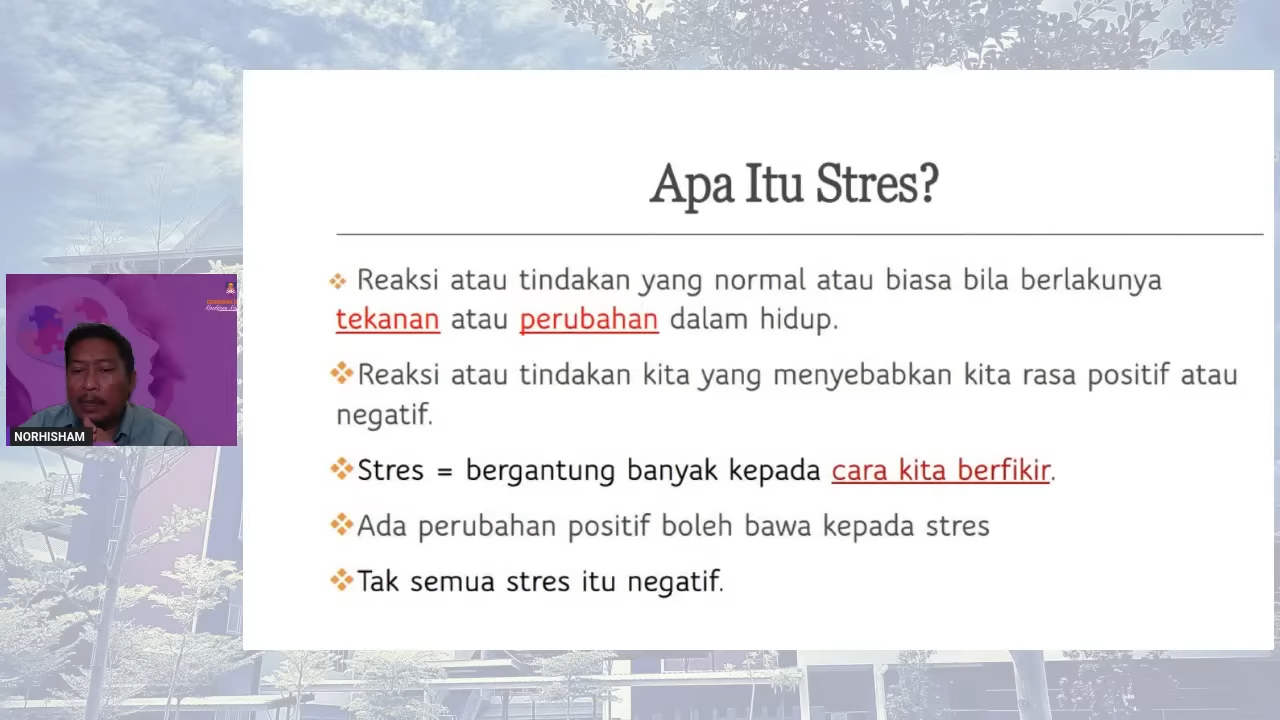 Apa Itu Stres?
Reaksi atau tindakan yang normal atau biasa bila berlakunya
tekanan atau perubahan dalam hidup.
Reaksi atau tindakan kita yang menyebabkan kita rasa positif atau
negatif.
Stres = bergantung banyak kepada cara kita berfikir.
Ada perubahan positif boleh bawa kepada stres
Tak semua stres itu negatif.
NORHISHAM